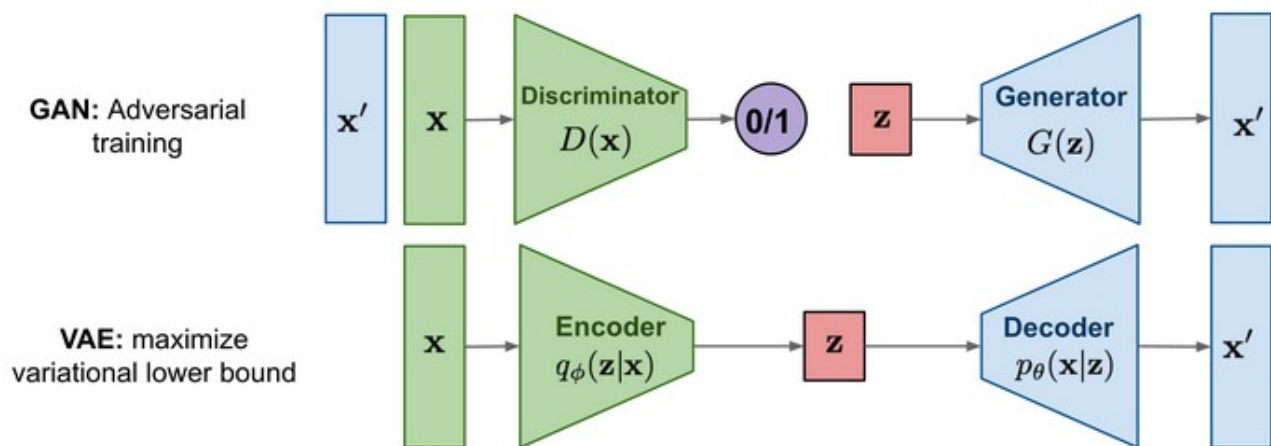 GAN: Adversarial
training
x′
x
Discriminator
D(x)
0/1
z
Generator
G(z)
x′
VAE: maximize
variational lower bound
x
Encoder
qϕ(z|x)
z
Decoder
pθ(x|z)
x′